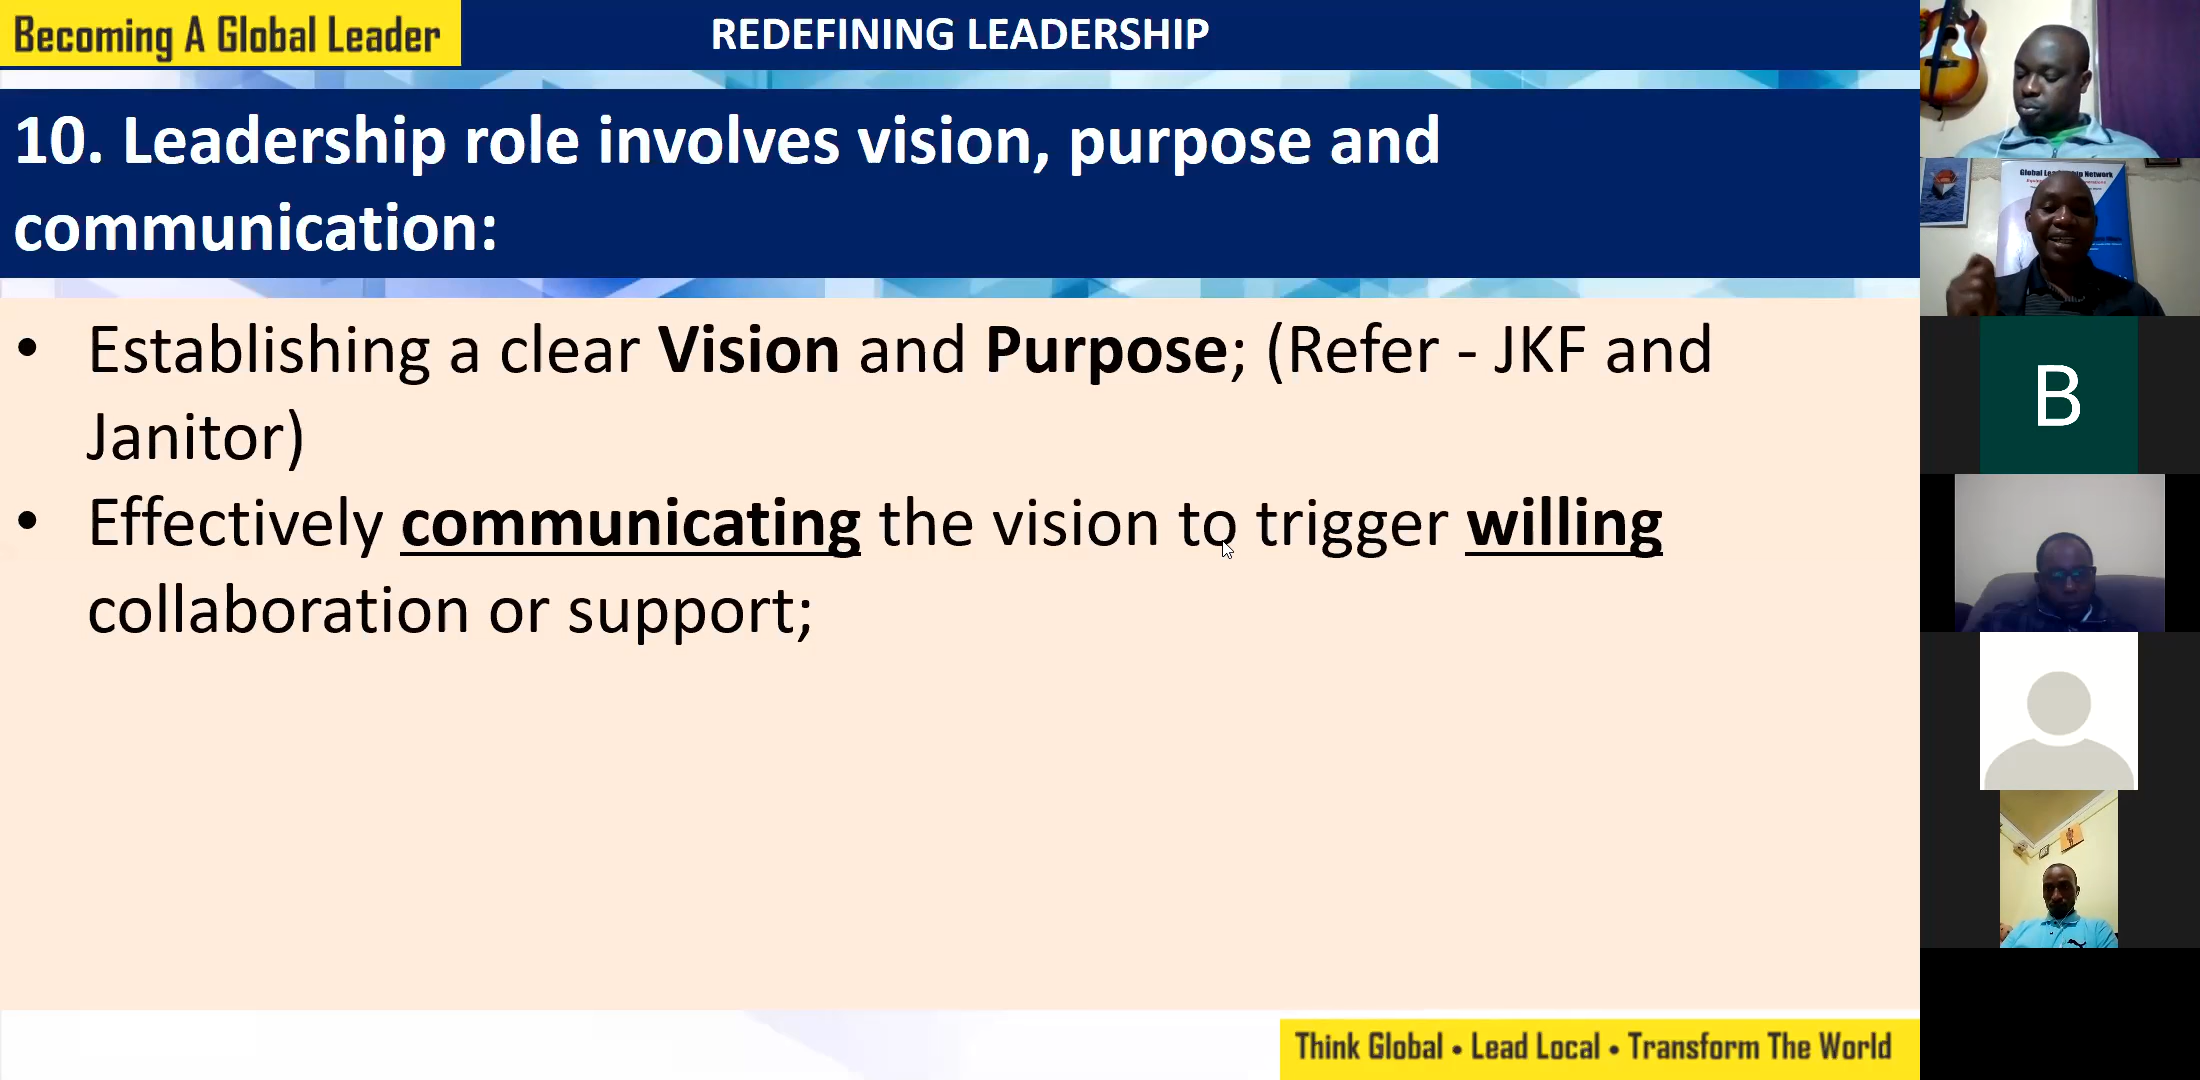 Becoming A Global Leader
REDEFINING LEADERSHIP
10. Leadership role involves vision, purpose and
communication:
• Establishing a clear Vision and Purpose; (Refer - JKF and
Janitor)
• Effectively communicating the vision to trigger willing
collaboration or support;
Think Global • Lead Local • Transform The World
B